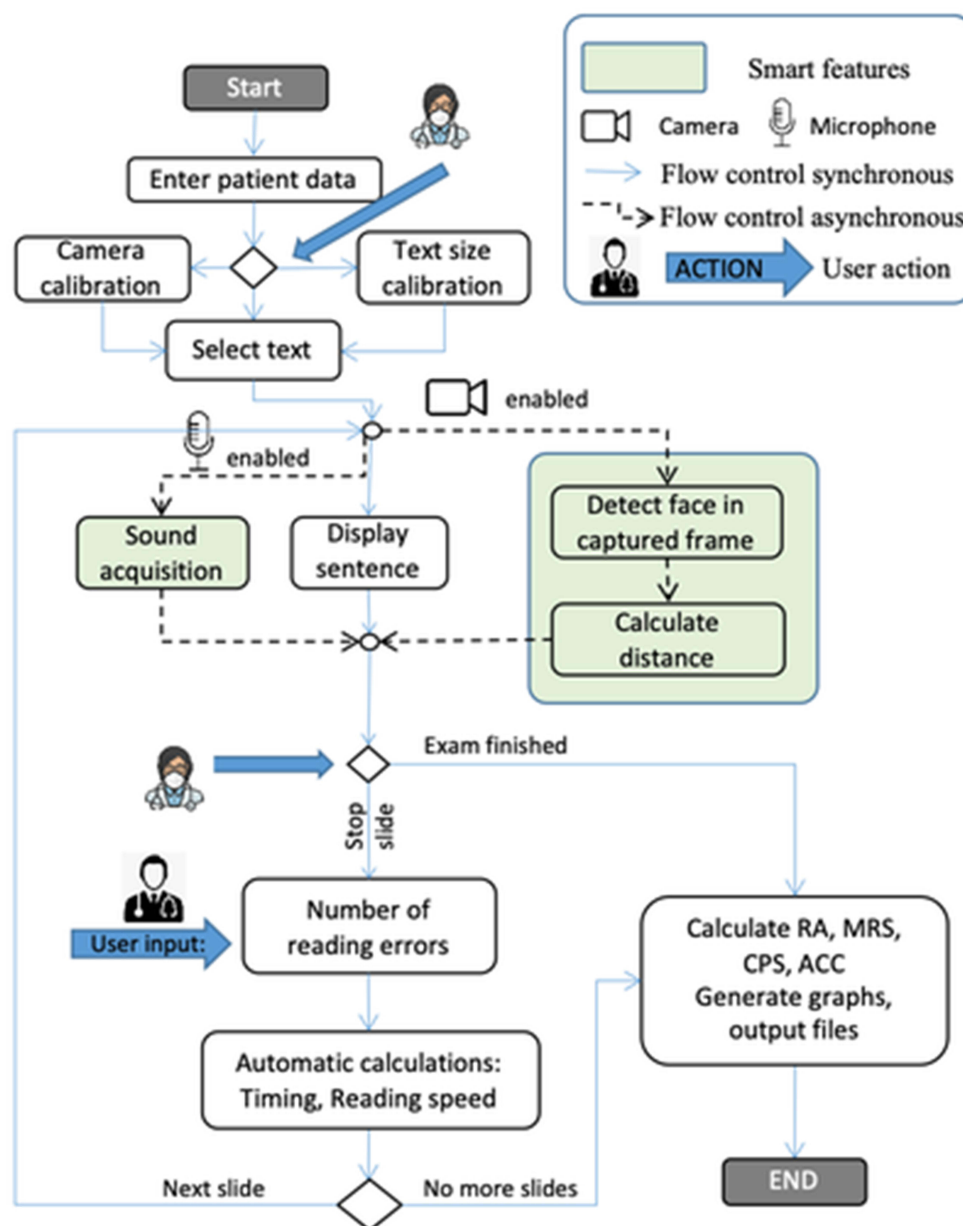 Start
Enter patient data
Camera
calibration
Text size
calibration
Select text
Smart features
Camera
Microphone
Flow control synchronous
Flow control asynchronous
ACTION
User action
enabled
enabled
Sound
acquisition
Display
sentence
Detect face in
captured frame
Calculate
distance
Exam finished
Stop
slide
User input:
Number of
reading errors
Automatic calculations:
Timing, Reading speed
Calculate RA, MRS,
CPS, ACC
Generate graphs,
output files
Next slide
No more slides
END